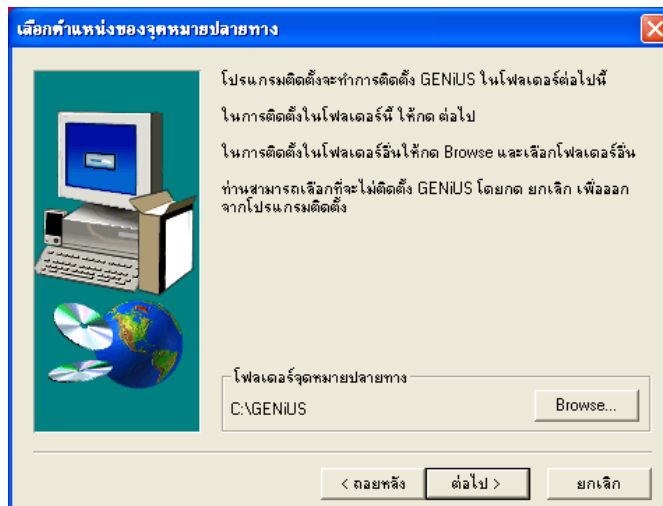 เลือกตำแหน่งของจุดหมายปลายทาง
โปรแกรมติดตั้งจะทำการติดตั้ง GENiUS ในโฟลเดอร์ต่อไปนี้
ในการติดตั้งในโฟลเดอร์นี้ ให้กด ต่อไป
ในการติดตั้งในโฟลเดอร์อื่นให้กด Browse และเลือกโฟลเดอร์อื่น
ท่านสามารถเลือกที่จะไม่ติดตั้ง GENiUS โดยกด ยกเลิก เพื่อออก
จากโปรแกรมติดตั้ง
โฟลเดอร์จุดหมายปลายทาง
C:\GENiUS
Browse...
< ถอยหลัง
ต่อไป >
ยกเลิก